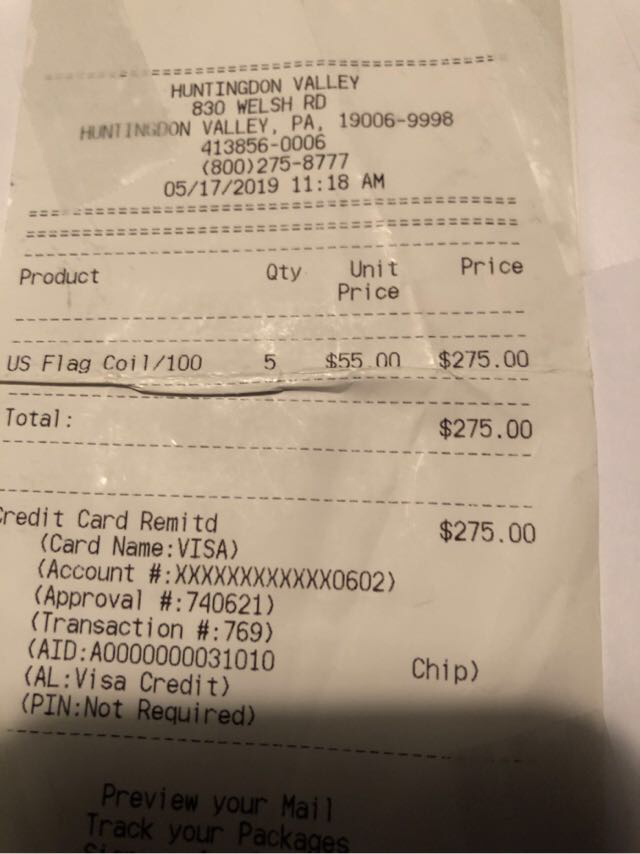 HUNTINGDON VALLEY
830 WELSH RD
HUNTINGDON VALLEY, PA, 19006-9998
413856-0006
(800)275-8777
05/17/2019 11:18 AM
Product Qty Unit Price Price
US Flag Coil/100 5 $55.00 $275.00
Total: $275.00
Credit Card Remitd $275.00
(Card Name:VISA)
(Account #:XXXXXXXXXXXX0602)
(Approval #:740621)
(Transaction #:769)
(AID:A0000000031010 Chip)
(AL:Visa Credit)
(PIN:Not Required)
Preview your Mail
Track your Packages